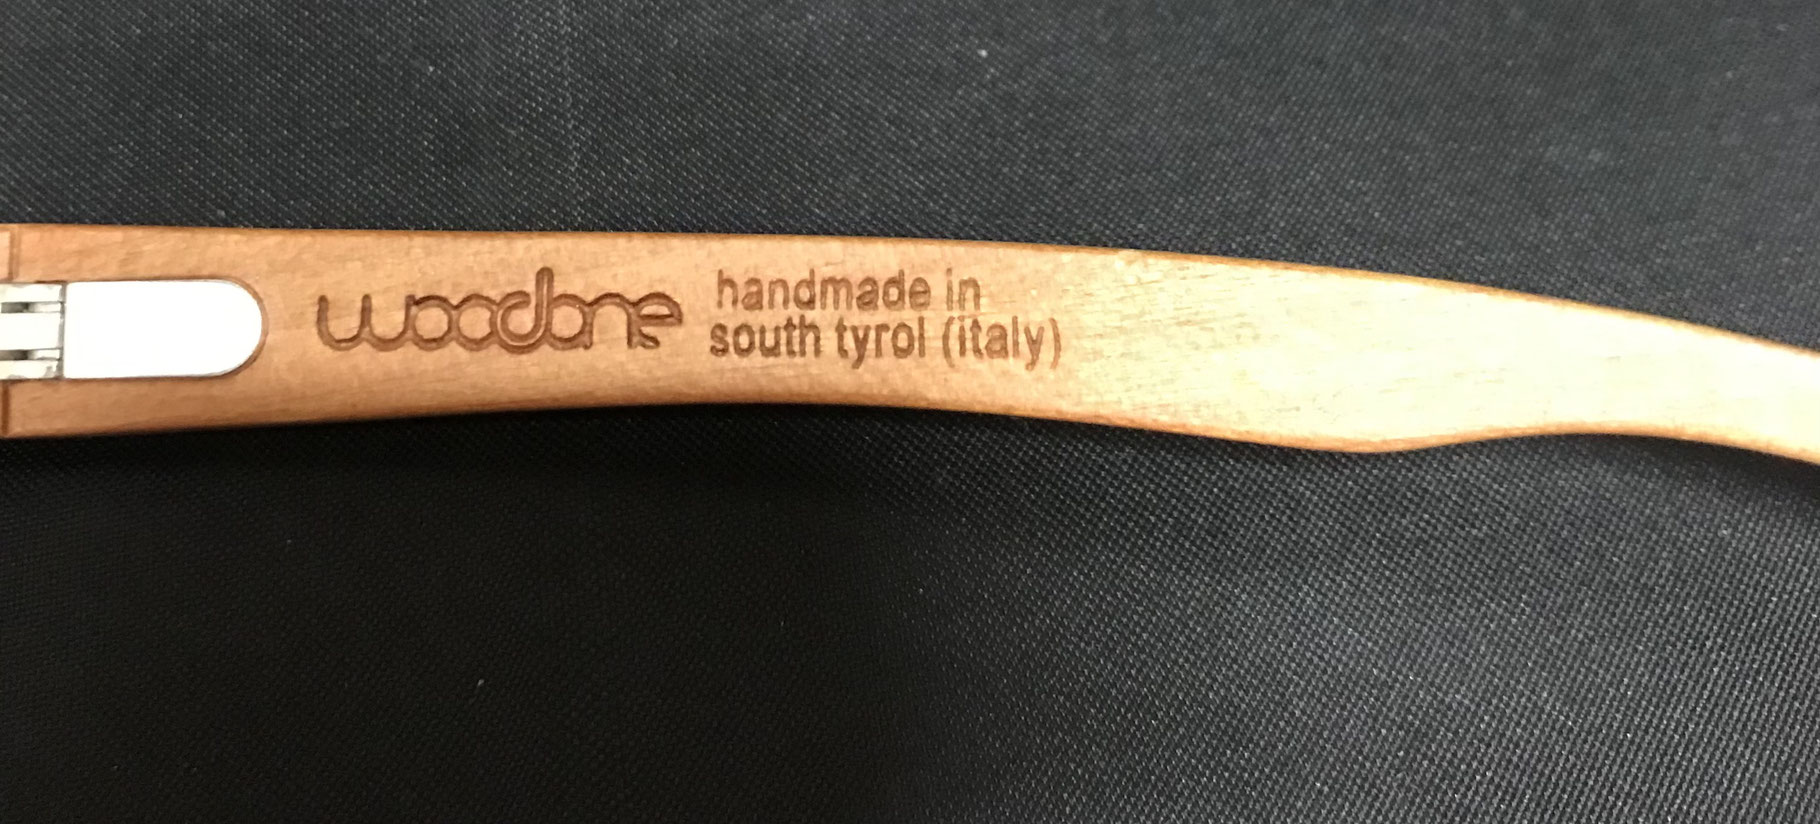 woodone
handmade in
south tyrol (italy)